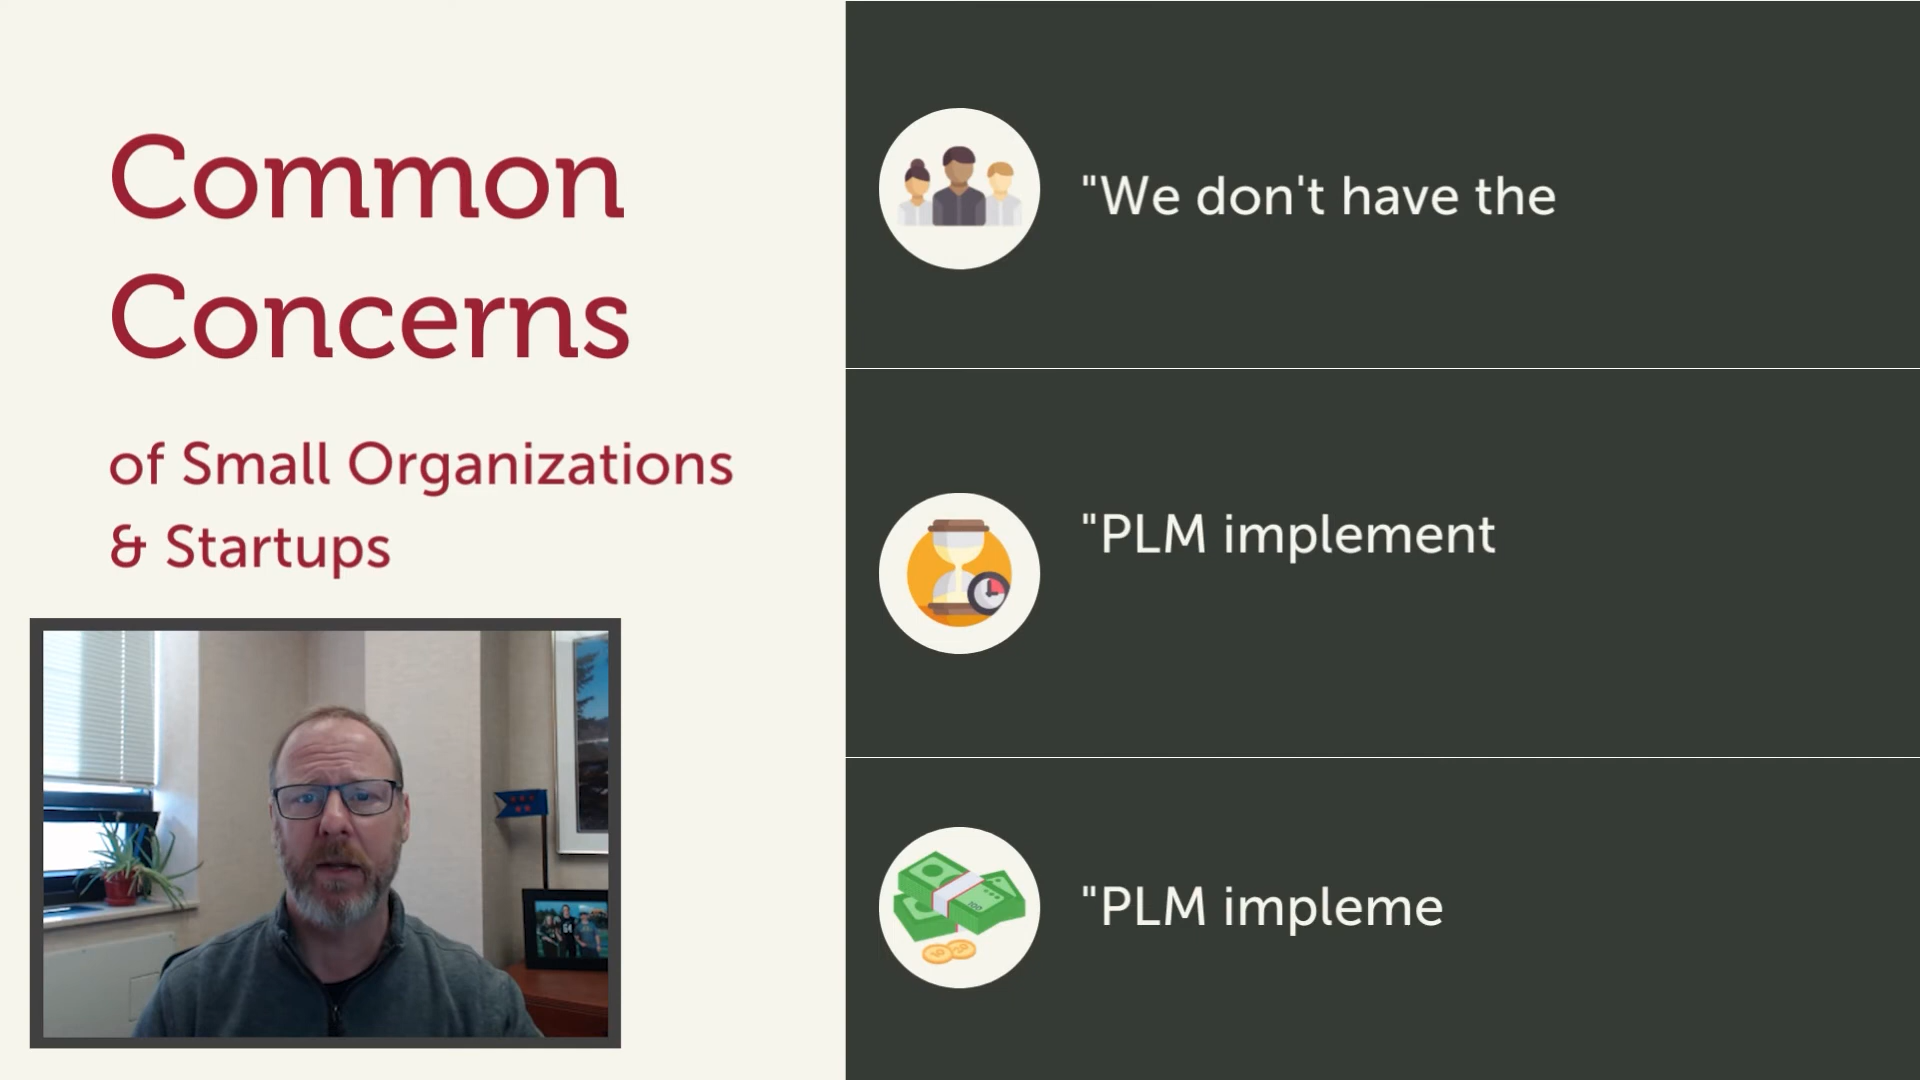 Common
Concerns
of Small Organizations
& Startups
"We don't have the
"PLM implement
"PLM impleme